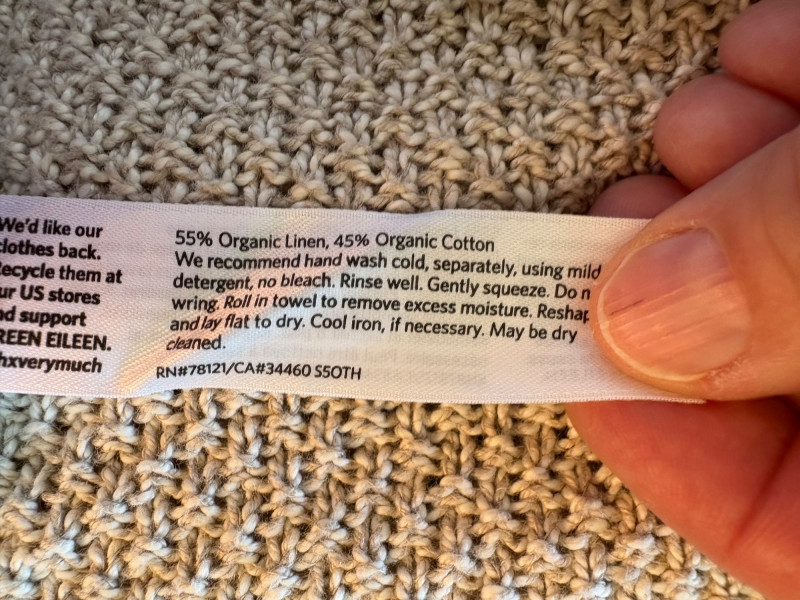 We'd like our
clothes back.
Recycle them at
ur US stores
nd support
REEN EILEEN.
hxverymuch
55% Organic Linen, 45% Organic Cotton
We recommend hand wash cold, separately, using mild
detergent, no bleach. Rinse well. Gently squeeze. Do n
wring. Roll in towel to remove excess moisture. Reshap
and lay flat to dry. Cool iron, if necessary. May be dry
cleaned.
RN#78121/CA#34460 S5OTH